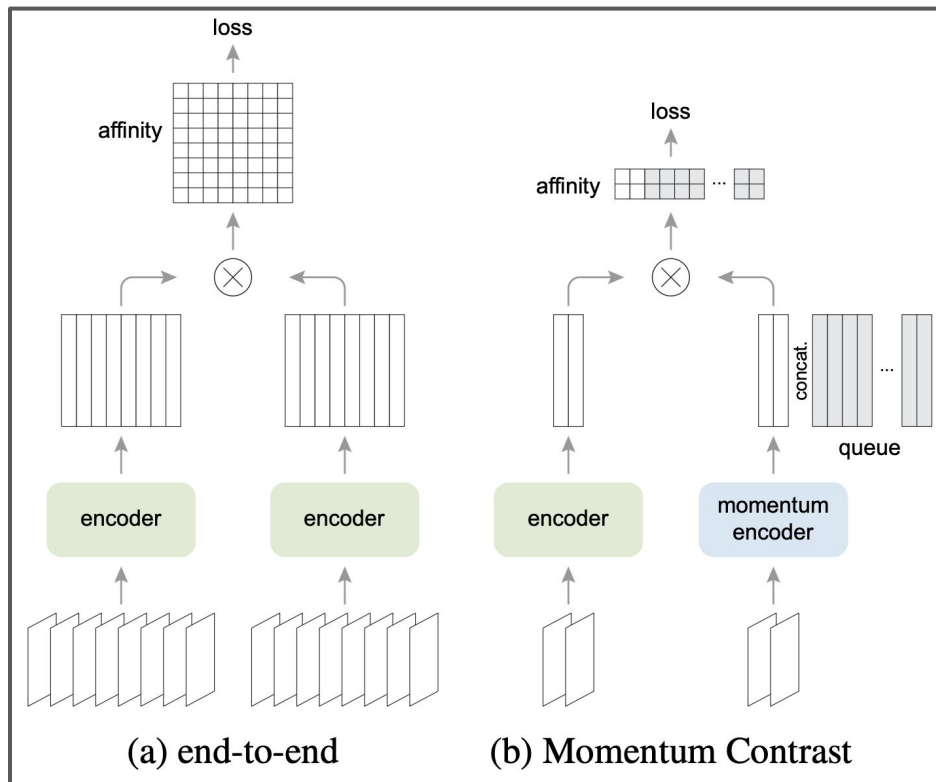 loss
affinity
encoder
encoder
(a) end-to-end
loss
affinity
...
concat.
...
queue
encoder
momentum
encoder
(b) Momentum Contrast